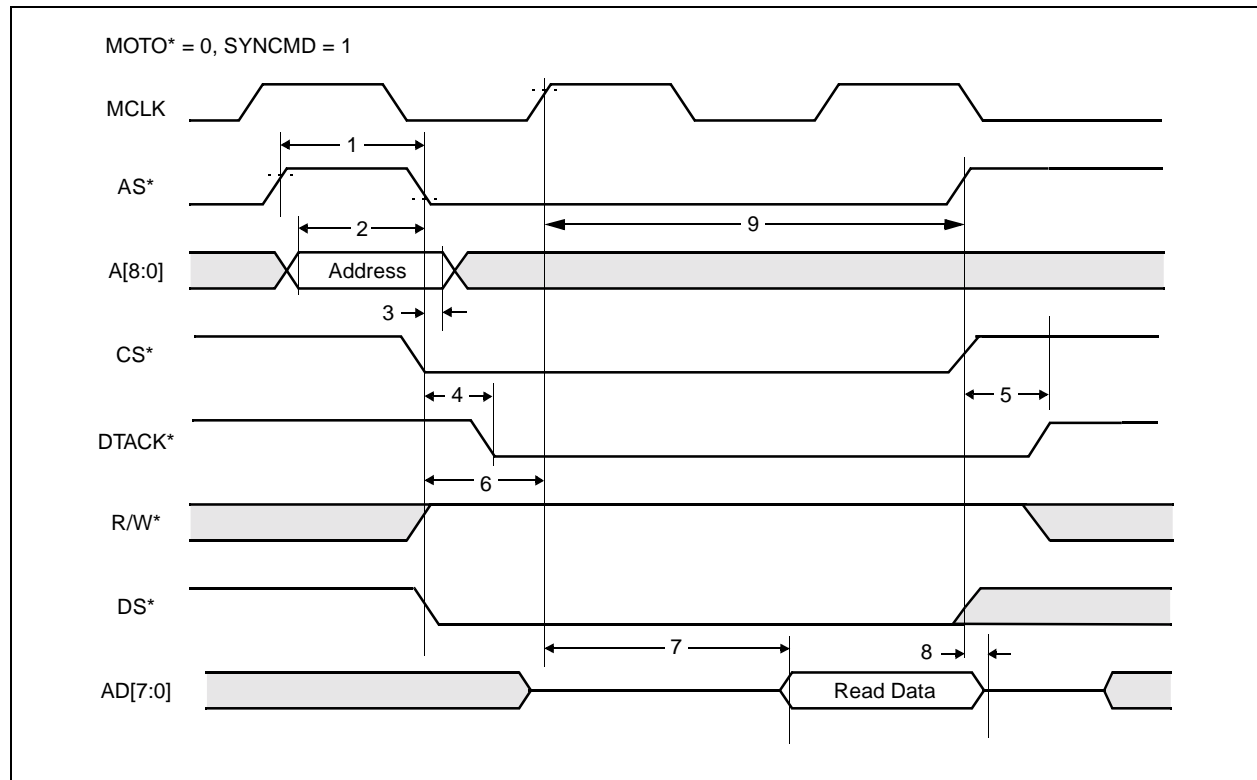 MOTO* = 0, SYNCMD = 1
MCLK
1
AS*
2
9
A[8:0]
Address
3
CS*
4
5
DTACK*
6
R/W*
DS*
7
8
AD[7:0]
Read Data